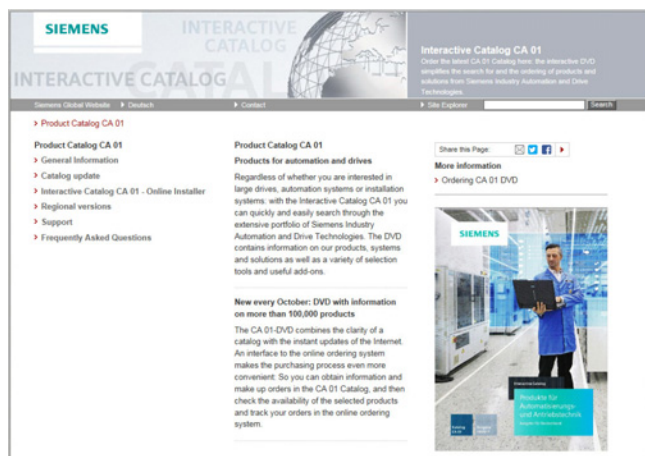 SIEMENS
INTERACTIVE
CATALOG
INTERACTIVE CATALOG
CATAL
Interactive Catalog CA 01
Order the latest CA 01 Catalog here: the interactive DVD
simplifies the search for and the ordering of products and
solutions from Siemens Industry Automation and Drive
Technologies.
Siemens Global Website
Deutsch
Contact
Site Explorer
Search
Product Catalog CA 01
Product Catalog CA 01
General Information
Catalog update
Interactive Catalog CA 01 - Online Installer
Regional versions
Support
Frequently Asked Questions
Product Catalog CA 01
Products for automation and drives
Regardless of whether you are interested in
large drives, automation systems or installation
systems: with the Interactive Catalog CA 01 you
can quickly and easily search through the
extensive portfolio of Siemens Industry
Automation and Drive Technologies. The DVD
contains information on our products, systems
and solutions as well as a variety of selection
tools and useful add-ons.
New every October: DVD with information
on more than 100,000 products
The CA 01-DVD combines the clarity of a
catalog with the instant updates of the Internet.
An interface to the online ordering system
makes the purchasing process even more
convenient: So you can obtain information and
make up orders in the CA 01 Catalog, and then
check the availability of the selected products
and track your orders in the online ordering
system.
Share this Page:
More information
Ordering CA 01 DVD
SIEMENS
Interactive Catalog
Produkte für
Automatisierungs-
und Antriebstechnik
Catalog
CA 01